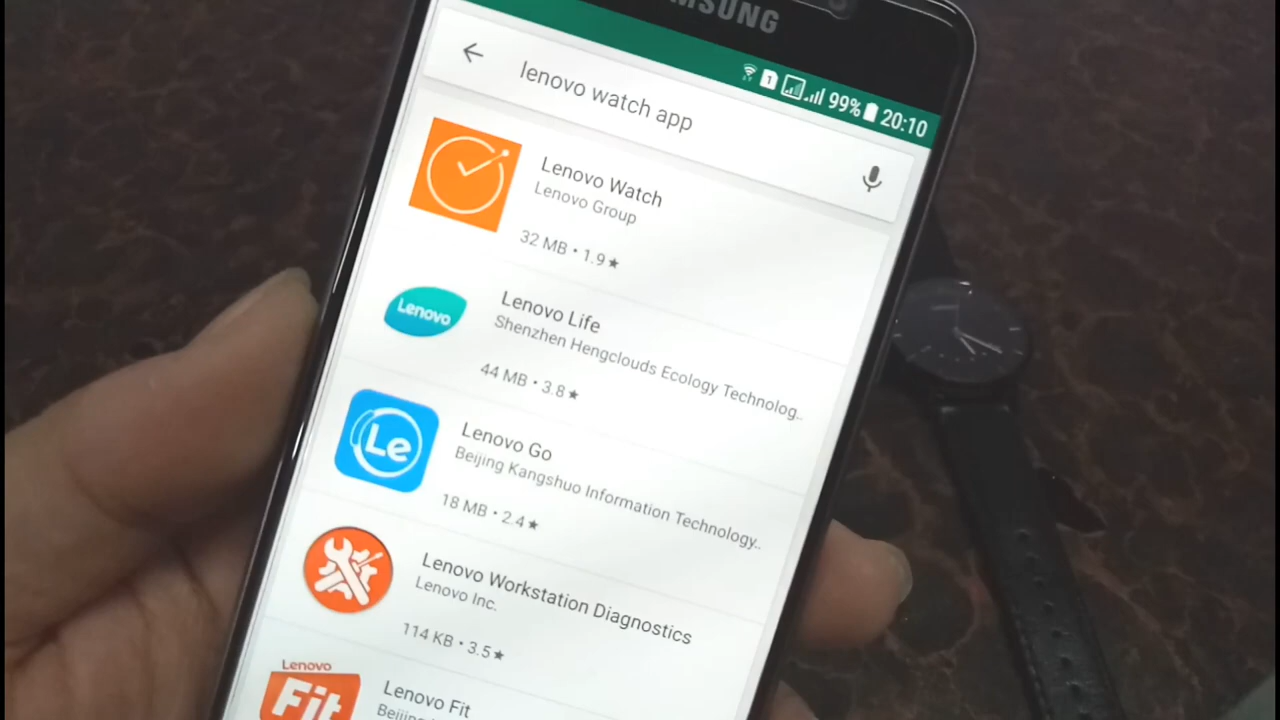 SAMSUNG
1 99% 20:10
lenovo watch app
Lenovo Watch
Lenovo Group
32 MB • 1.9★
Lenovo
Lenovo Life
Shenzhen Hengclouds Ecology Technolog..
44 MB • 3.8★
Le
Lenovo Go
Beijing Kangshuo Information Technology..
18 MB • 2.4★
Lenovo Workstation Diagnostics
Lenovo Inc.
114 KB • 3.5★
Lenovo
Fit
Lenovo Fit